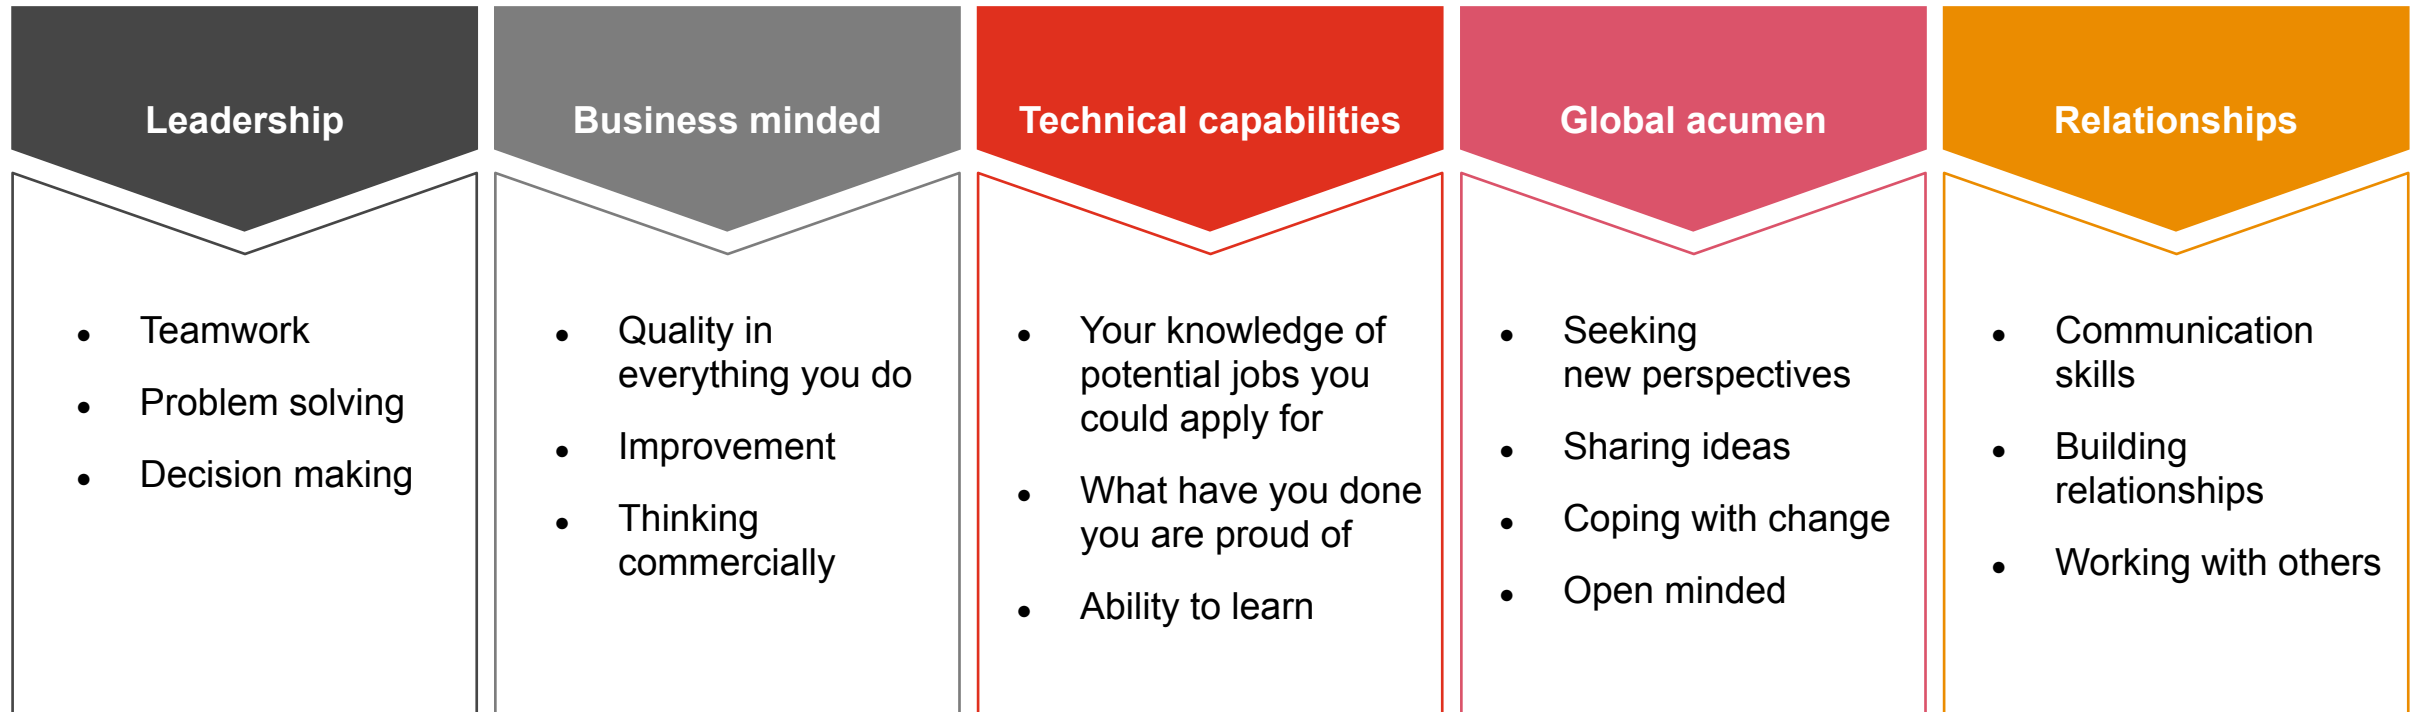 Leadership
Business minded
Technical capabilities
Global acumen
Relationships
• Teamwork
• Problem solving
• Decision making
• Quality in
everything you do
• Improvement
• Thinking
commercially
• Your knowledge of
potential jobs you
could apply for
• What have you done
you are proud of
• Ability to learn
• Seeking
new perspectives
• Sharing ideas
• Coping with change
• Open minded
• Communication
skills
• Building
relationships
• Working with others